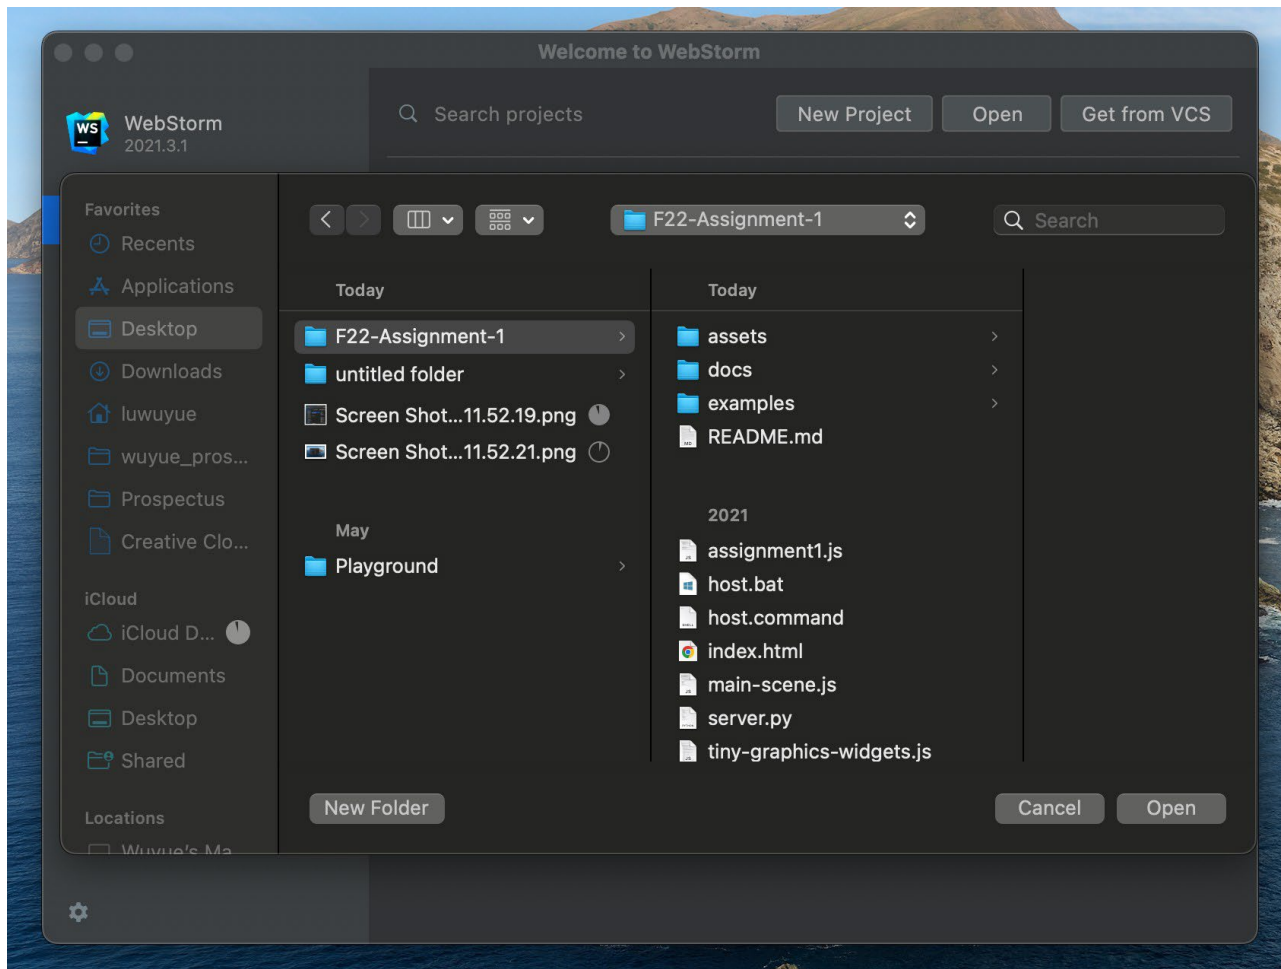 Welcome to WebStorm
WS
WebStorm
2021.3.1
Search projects
New Project
Open
Get from VCS
Favorites
Recents
Applications
Desktop
Downloads
luwuyue
wuyue_pros...
Prospectus
Creative Clo...
iCloud
iCloud D...
Documents
Desktop
Shared
Locations
Wuyue's Ma
F22-Assignment-1
Search
Today
F22-Assignment-1
untitled folder
Screen Shot...11.52.19.png
Screen Shot...11.52.21.png
May
Playground
Today
assets
docs
examples
README.md
2021
assignment1.js
host.bat
host.command
index.html
main-scene.js
server.py
tiny-graphics-widgets.js
New Folder
Cancel
Open